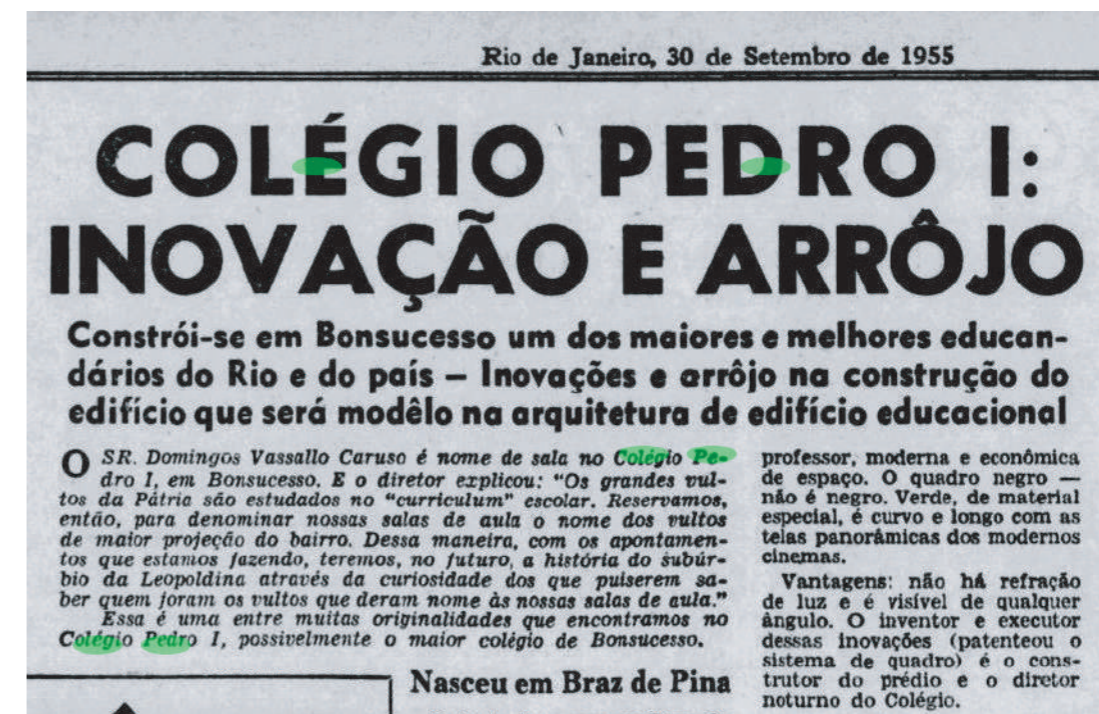 Rio de Janeiro, 30 de Setembro de 1955
COLÉGIO PEDRO I:
INOVAÇÃO E ARRÔJO
Constrói-se em Bonsucesso um dos maiores e melhores educan-
dários do Rio e do país — Inovações e arrôjo na construção do
edifício que será modêlo na arquitetura de edifício educacional
O SR. Domingos Vassallo Caruso é nome de sala no Colégio Pe-
dro I, em Bonsucesso. E o diretor explicou: "Os grandes vul-
tos da Pátria são estudados no "curriculum" escolar. Reservamos,
então, para denominar nossas salas de aula o nome dos vultos
de maior projeção do bairro. Dessa maneira, com os apontamen-
tos que estamos fazendo, teremos, no futuro, a história do subúr-
bio da Leopoldina através da curiosidade dos que puiserem sa-
ber quem foram os vultos que deram nome às nossas salas de aula."
Essa é uma entre muitas originalidades que encontramos no
Colégio Pedro I, possivelmente o maior colégio de Bonsucesso.
Nasceu em Braz de Pina
professor, moderna e econômica
de espaço. O quadro negro —
não é negro. Verde, de material
especial, é curvo e longo com as
telas panorâmicas dos modernos
cinemas.
Vantagens: não há refração
de luz e é visível de qualquer
ângulo. O inventor e executor
dessas inovações (patenteou o
sistema de quadro) é o cons-
trutor do prédio e o diretor
noturno do Colégio.